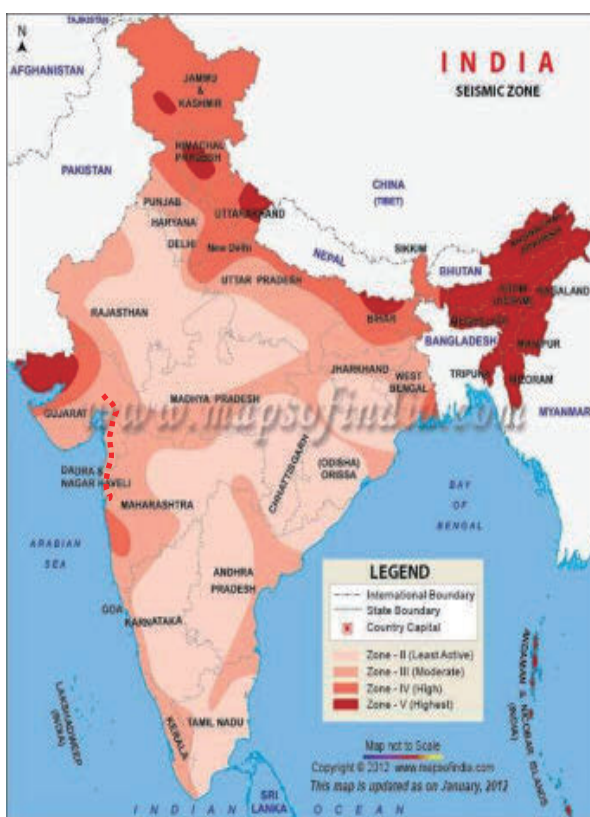 TAJIKISTAN
N
AFGHANISTAN
INDIA
SEISMIC ZONE
JAMMU
&
KASHMIR
HIMACHAL
PRADESH
PAKISTAN
CHINA
(TIBET)
PUNJAB
UTTARAKHAND
HARYANA
DELHI
New Delhi
NEPAL
SIKKIM
BHUTAN
ARUNACHAL
PRADESH
UTTAR PRADESH
NAGALAND
RAJASTHAN
BIHAR
MEGHALAYA
BANGLADESH
MANIPUR
JHARKHAND
WEST
BENGAL
TRIPURA
MIZORAM
MADHYA PRADESH
GUJARAT
www.mapsofindia.com
MYANMAR
CHHATTISGARH
(ODISHA)
ORISSA
DADRA &
NAGAR HAVELI
MAHARASHTRA
BAY
OF
BENGAL
ARABIAN
SEA
ANDHRA
PRADESH
GOA
KARNATAKA
LEGEND
International Boundary
State Boundary
Country Capital
Zone - II (Least Active)
Zone - III (Moderate)
Zone - IV (High)
Zone - V (Highest)
ANDAMAN & NICOBAR ISLANDS
(INDIA)
LAKSHADWEEP
(INDIA)
KERALA
TAMIL NADU
Map not to Scale
Copyright © 2012 www.mapsofindia.com
This map is updated as on January, 2012
SRI
LANKA
INDIAN OCEAN